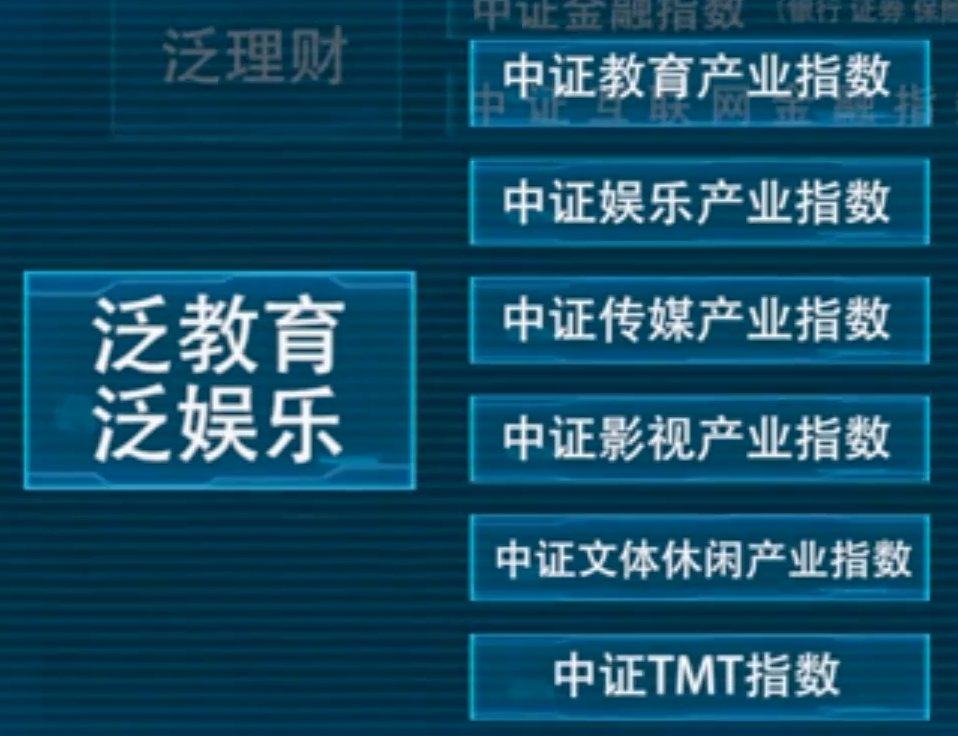 中证金融指数（银行 证券 保险
泛理财
中证教育产业指数
中证互联网金融指
中证娱乐产业指数
泛教育
泛娱乐
中证传媒产业指数
中证影视产业指数
中证文体休闲产业指数
中证TMT指数